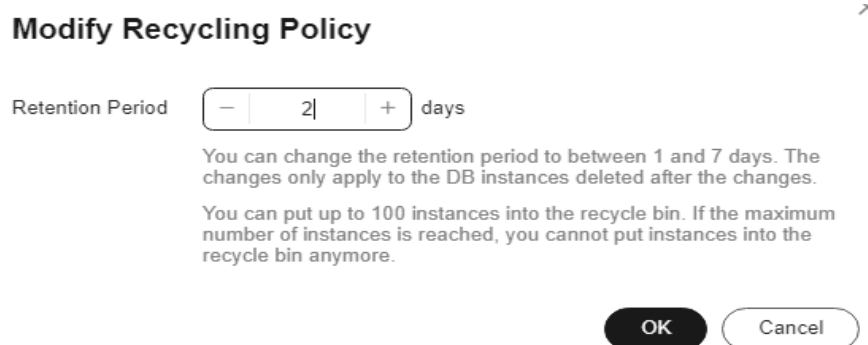 Modify Recycling Policy
Retention Period − 2 + days
You can change the retention period to between 1 and 7 days. The
changes only apply to the DB instances deleted after the changes.
You can put up to 100 instances into the recycle bin. If the maximum
number of instances is reached, you cannot put instances into the
recycle bin anymore.
OK Cancel